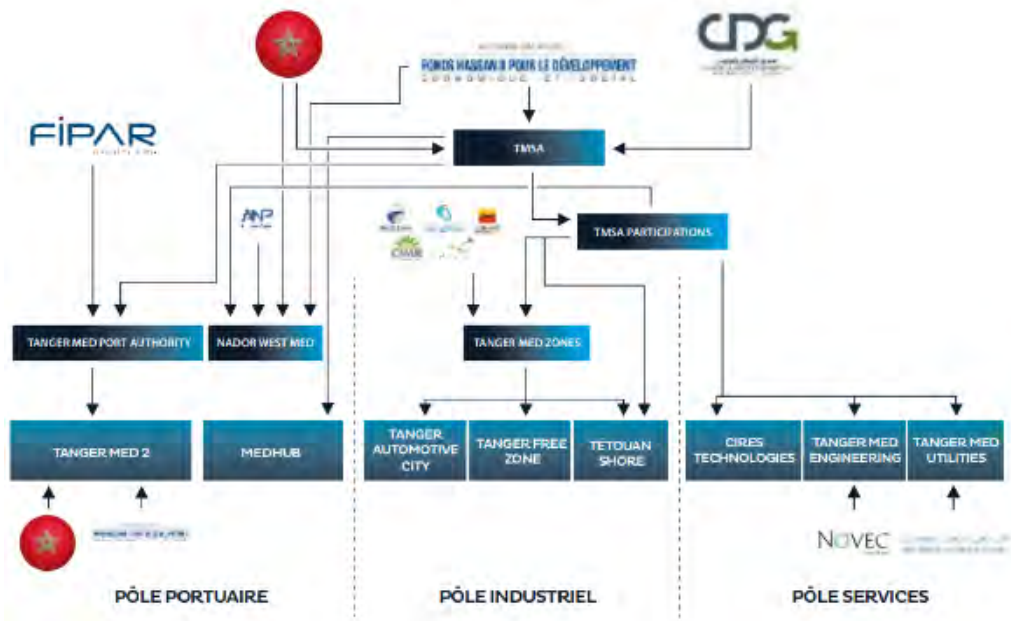 CDG
FONDS HASSAN II POUR LE DÉVELOPPEMENT
ECONOMIQUE ET SOCIAL
FiPAR
TMSA
ANP
TMSA PARTICIPATIONS
TANGER MED PORT AUTHORITY
NADOR WEST MED
TANGER MED ZONES
TANGER MED 2
MEDHUB
TANGER
AUTOMOTIVE
CITY
TANGER FREE
ZONE
TETOUAN
SHORE
CIRES
TECHNOLOGIES
TANGER MED
ENGINEERING
TANGER MED
UTILITIES
NOVEC
PÔLE PORTUAIRE
PÔLE INDUSTRIEL
PÔLE SERVICES